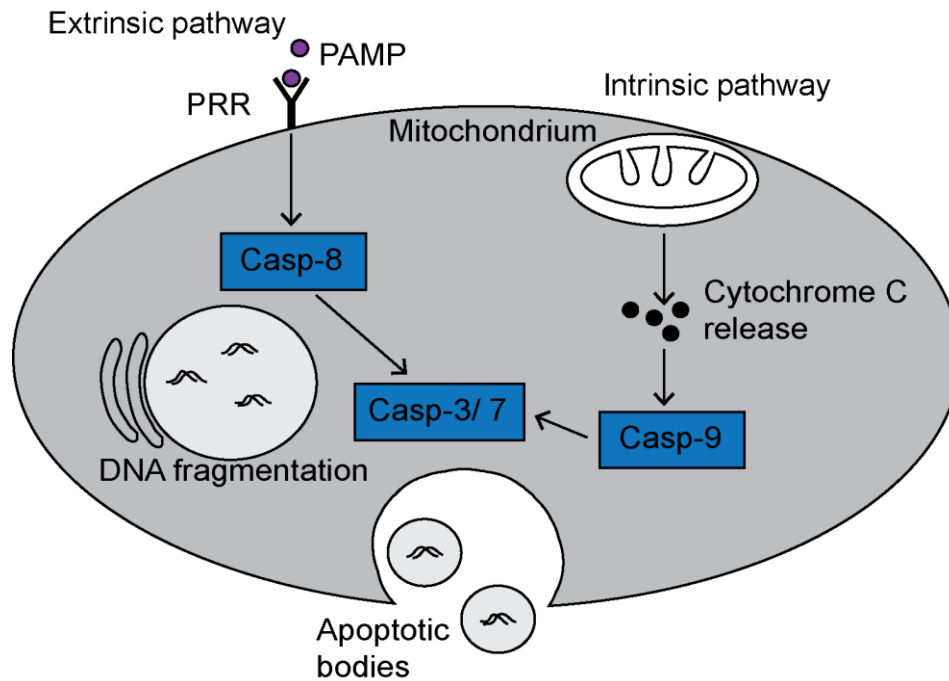 Extrinsic pathway
PAMP
PRR
Intrinsic pathway
Mitochondrium
Casp-8
Cytochrome C
release
Casp-3/ 7
Casp-9
DNA fragmentation
Apoptotic
bodies